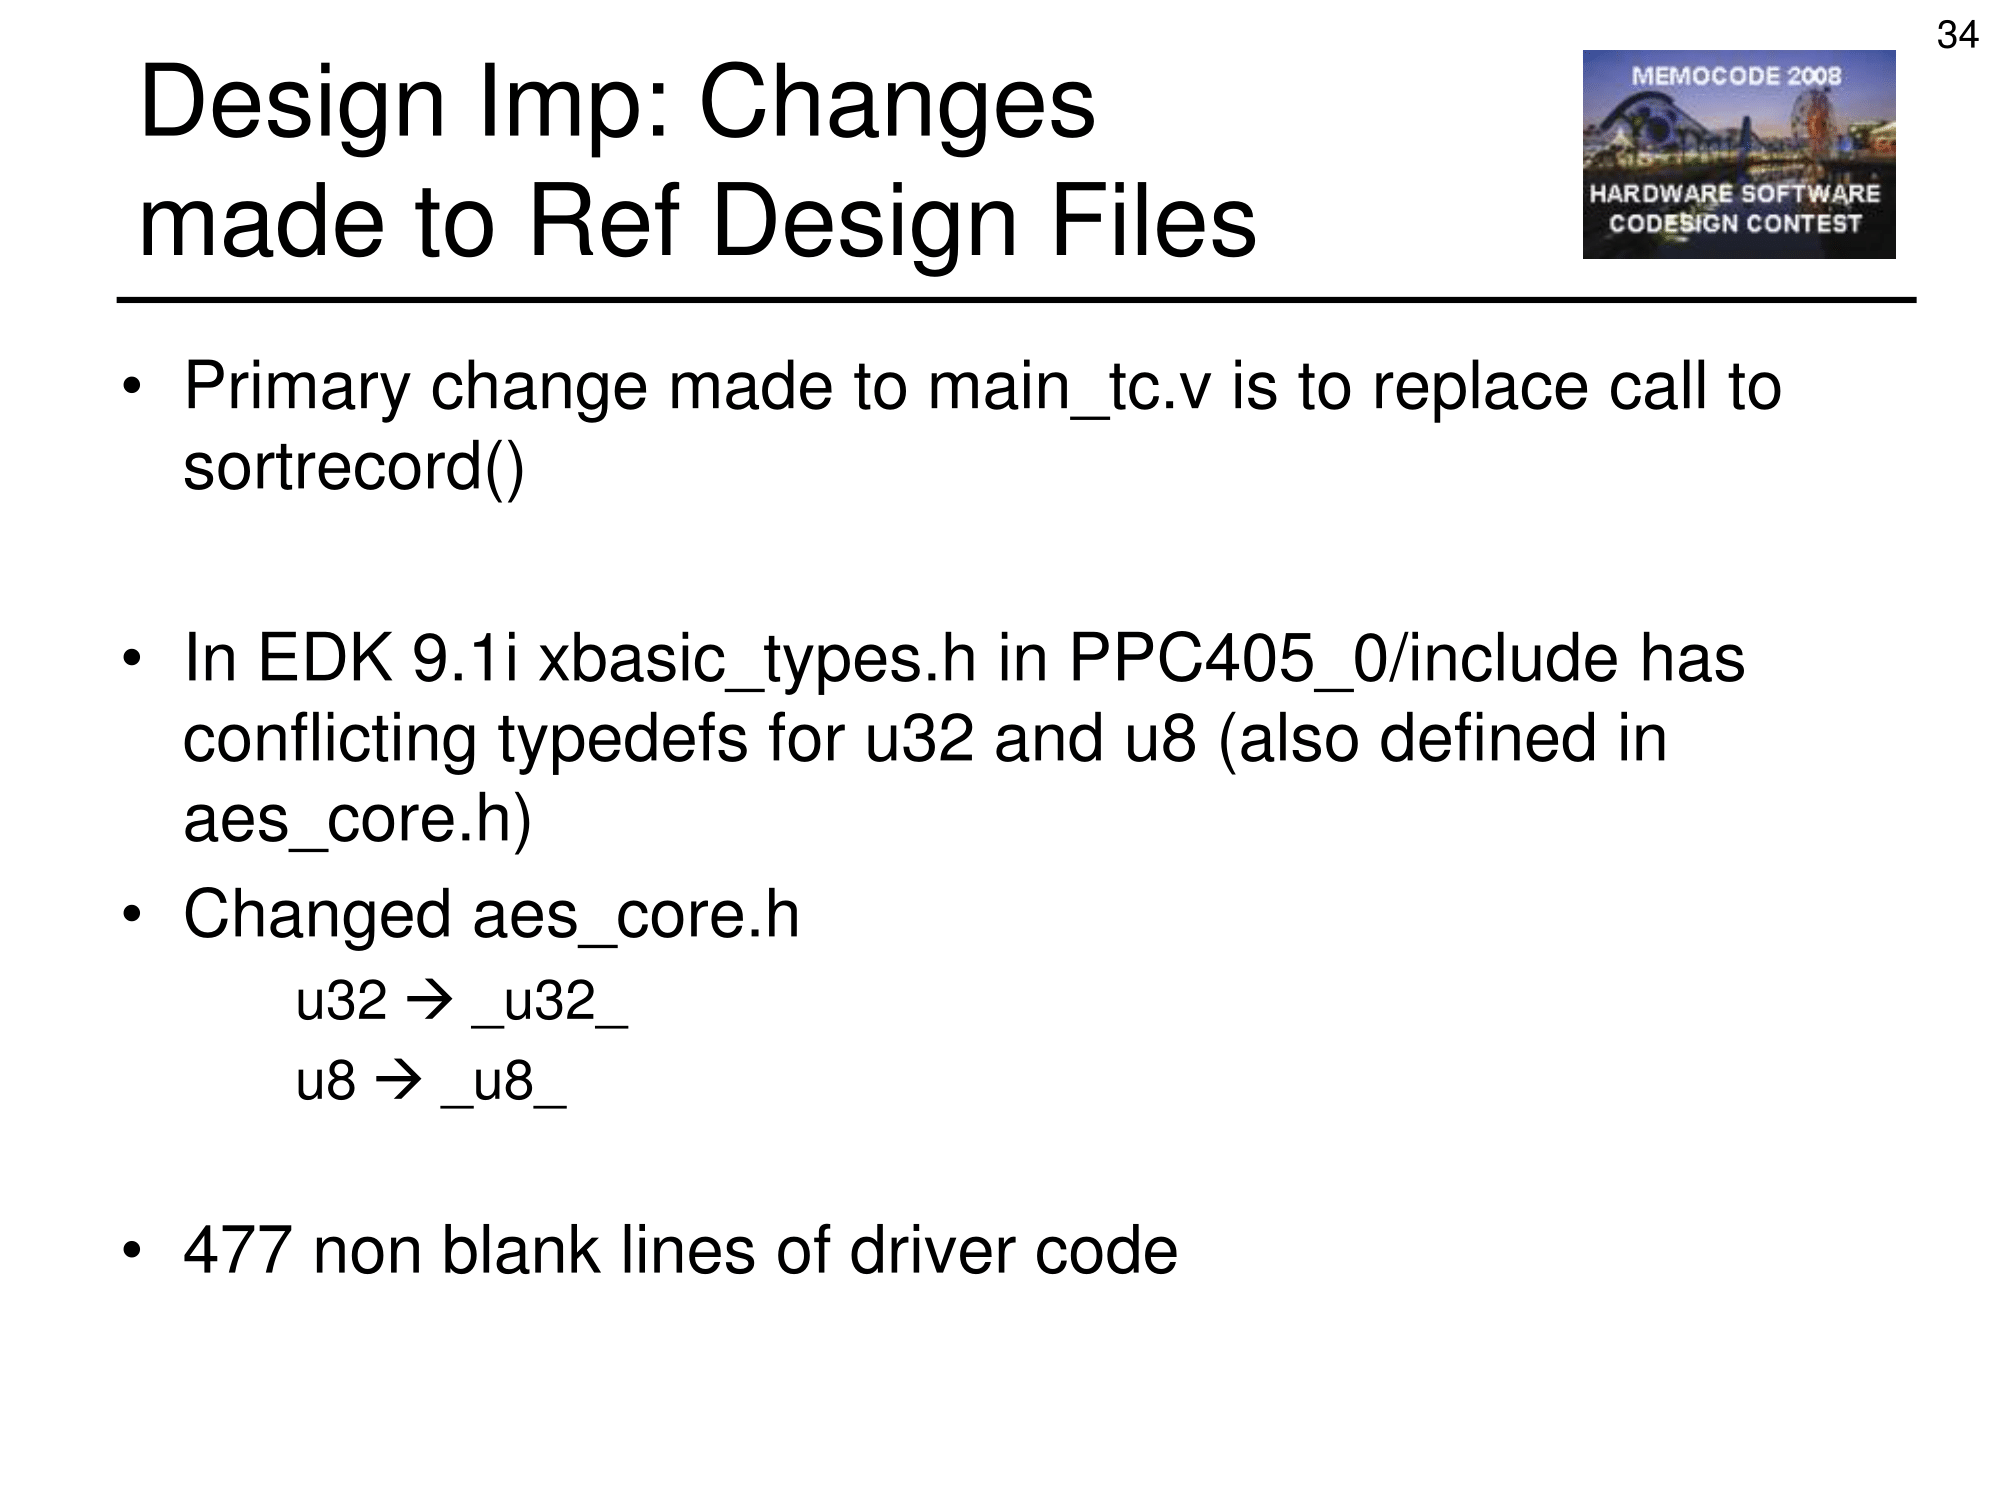 34
Design Imp: Changes
made to Ref Design Files
MEMOCODE 2008
HARDWARE SOFTWARE
CODESIGN CONTEST
• Primary change made to main_tc.v is to replace call to
sortrecord()
• In EDK 9.1i xbasic_types.h in PPC405_0/include has
conflicting typedefs for u32 and u8 (also defined in
aes_core.h)
• Changed aes_core.h
u32 → _u32_
u8 → _u8_
• 477 non blank lines of driver code